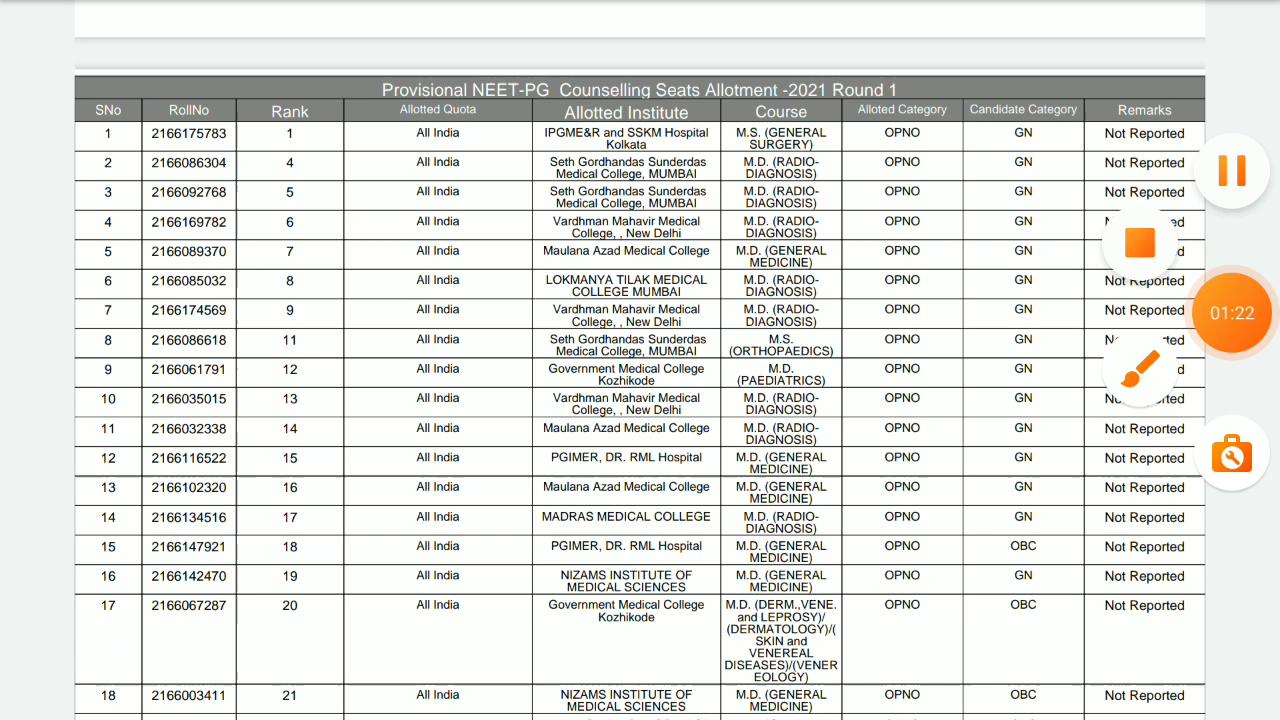 Provisional NEET-PG Counselling Seats Allotment -2021 Round 1
SNo RollNo Rank Allotted Quota Allotted Institute Course Alloted Category Candidate Category Remarks
1 2166175783 1 All India IPGME&R and SSKM Hospital Kolkata M.S. (GENERAL SURGERY) OPNO GN Not Reported
2 2166086304 4 All India Seth Gordhandas Sunderdas Medical College, MUMBAI M.D. (RADIO-DIAGNOSIS) OPNO GN Not Reported
3 2166092768 5 All India Seth Gordhandas Sunderdas Medical College, MUMBAI M.D. (RADIO-DIAGNOSIS) OPNO GN Not Reported
4 2166169782 6 All India Vardhman Mahavir Medical College, , New Delhi M.D. (RADIO-DIAGNOSIS) OPNO GN
5 2166089370 7 All India Maulana Azad Medical College M.D. (GENERAL MEDICINE) OPNO GN
6 2166085032 8 All India LOKMANYA TILAK MEDICAL COLLEGE MUMBAI M.D. (RADIO-DIAGNOSIS) OPNO GN Not Reported
7 2166174569 9 All India Vardhman Mahavir Medical College, , New Delhi M.D. (RADIO-DIAGNOSIS) OPNO GN Not Reported
8 2166086618 11 All India Seth Gordhandas Sunderdas Medical College, MUMBAI M.S. (ORTHOPAEDICS) OPNO GN
9 2166061791 12 All India Government Medical College Kozhikode M.D. (PAEDIATRICS) OPNO GN
10 2166035015 13 All India Vardhman Mahavir Medical College, , New Delhi M.D. (RADIO-DIAGNOSIS) OPNO GN Not Reported
11 2166032338 14 All India Maulana Azad Medical College M.D. (RADIO-DIAGNOSIS) OPNO GN Not Reported
12 2166116522 15 All India PGIMER, DR. RML Hospital M.D. (GENERAL MEDICINE) OPNO GN Not Reported
13 2166102320 16 All India Maulana Azad Medical College M.D. (GENERAL MEDICINE) OPNO GN Not Reported
14 2166134516 17 All India MADRAS MEDICAL COLLEGE M.D. (RADIO-DIAGNOSIS) OPNO GN Not Reported
15 2166147921 18 All India PGIMER, DR. RML Hospital M.D. (GENERAL MEDICINE) OPNO OBC Not Reported
16 2166142470 19 All India NIZAMS INSTITUTE OF MEDICAL SCIENCES M.D. (GENERAL MEDICINE) OPNO GN Not Reported
17 2166067287 20 All India Government Medical College Kozhikode M.D. (DERM.,VENE. and LEPROSY)/ (DERMATOLOGY)/( SKIN and VENEREAL DISEASES)/(VENEREOLOGY) OPNO OBC Not Reported
18 2166003411 21 All India NIZAMS INSTITUTE OF MEDICAL SCIENCES M.D. (GENERAL MEDICINE) OPNO OBC Not Reported
01:22